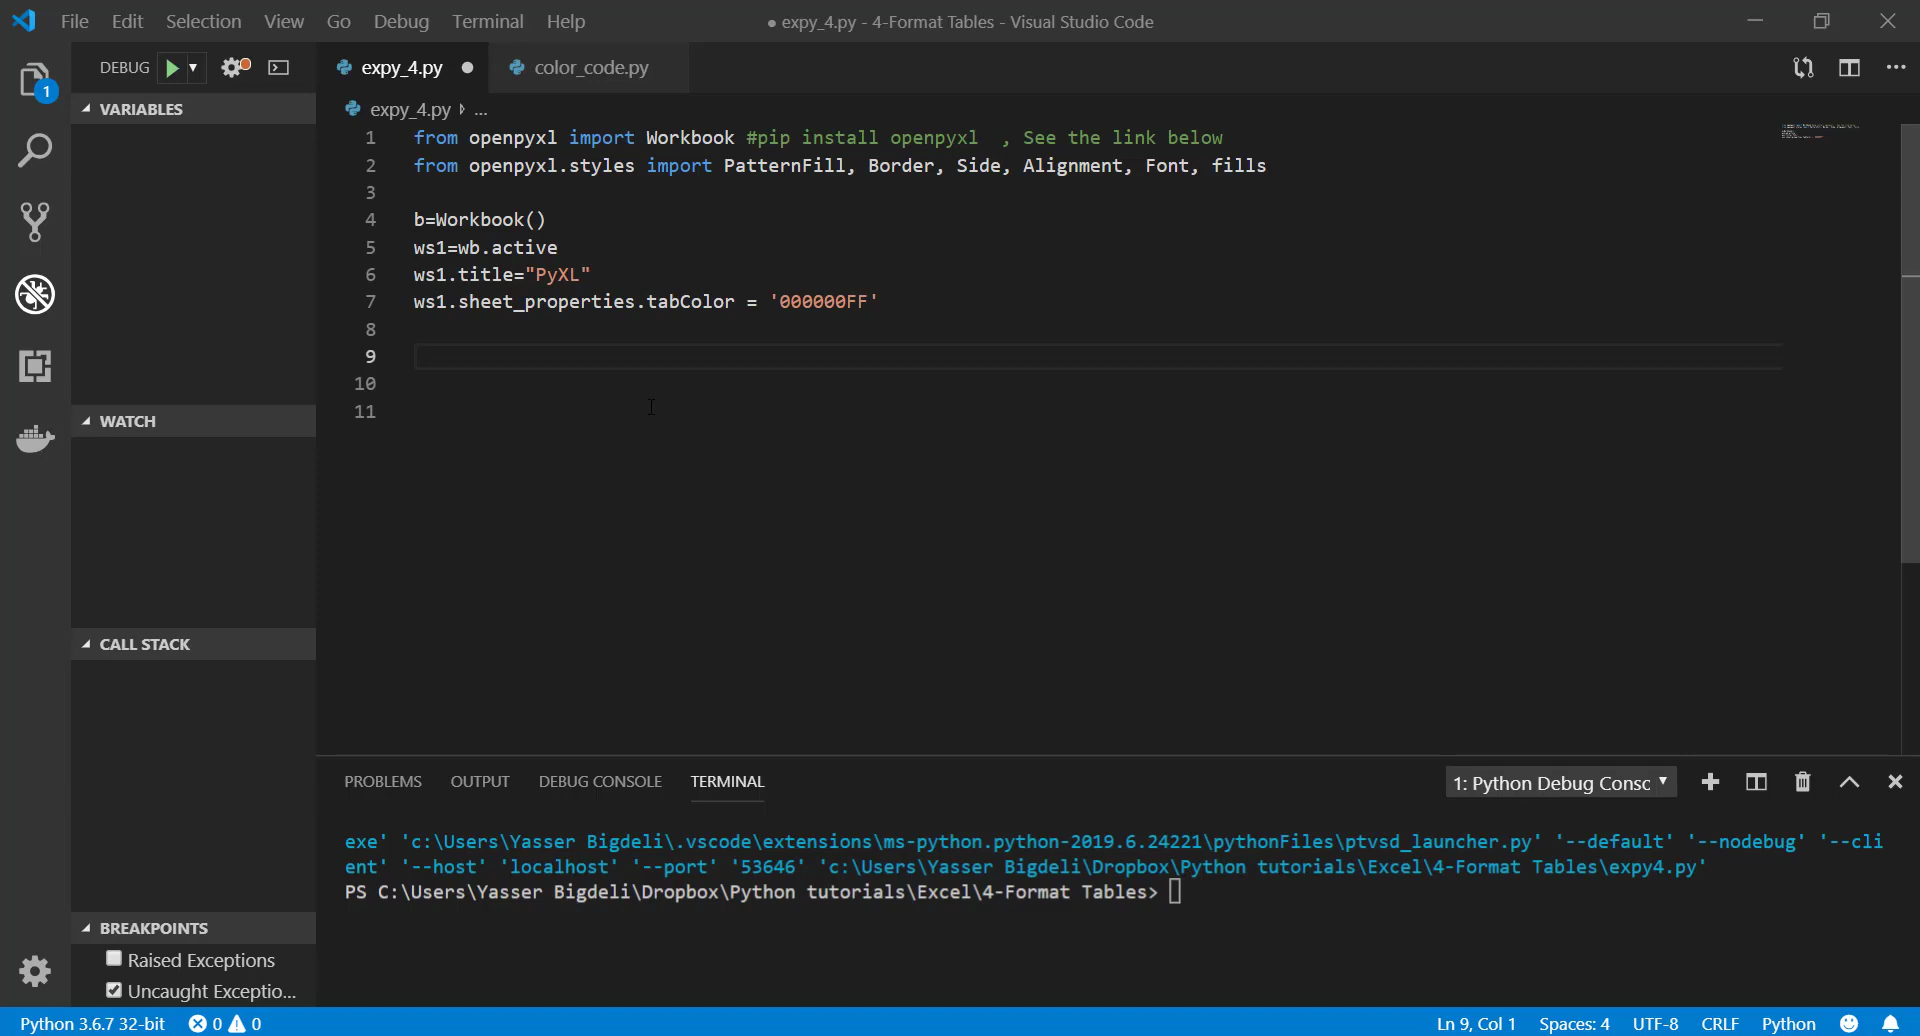 File Edit Selection View Go Debug Terminal Help
● expy_4.py - 4-Format Tables - Visual Studio Code
DEBUG
expy_4.py ●
color_code.py
1
VARIABLES
expy_4.py ...
1 from openpyxl import Workbook #pip install openpyxl , See the link below
2 from openpyxl.styles import PatternFill, Border, Side, Alignment, Font, fills
3
4 b=Workbook()
5 ws1=wb.active
6 ws1.title="PyXL"
7 ws1.sheet_properties.tabColor = '000000FF'
8
9
10
11
WATCH
CALL STACK
BREAKPOINTS
Raised Exceptions
Uncaught Exceptio...
PROBLEMS OUTPUT DEBUG CONSOLE TERMINAL
1: Python Debug Consc
exe' 'c:\Users\Yasser Bigdeli\.vscode\extensions\ms-python.python-2019.6.24221\pythonFiles\ptvsd_launcher.py' '--default' '--nodebug' '--cli
ent' '--host' 'localhost' '--port' '53646' 'c:\Users\Yasser Bigdeli\Dropbox\Python tutorials\Excel\4-Format Tables\expy4.py'
PS C:\Users\Yasser Bigdeli\Dropbox\Python tutorials\Excel\4-Format Tables>
Python 3.6.7 32-bit 0 0
Ln 9, Col 1 Spaces: 4 UTF-8 CRLF Python